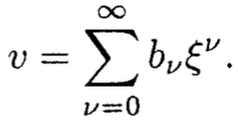 $v = \sum_{\nu=0}^{\infty} b_{\nu} \xi^{\nu}.$